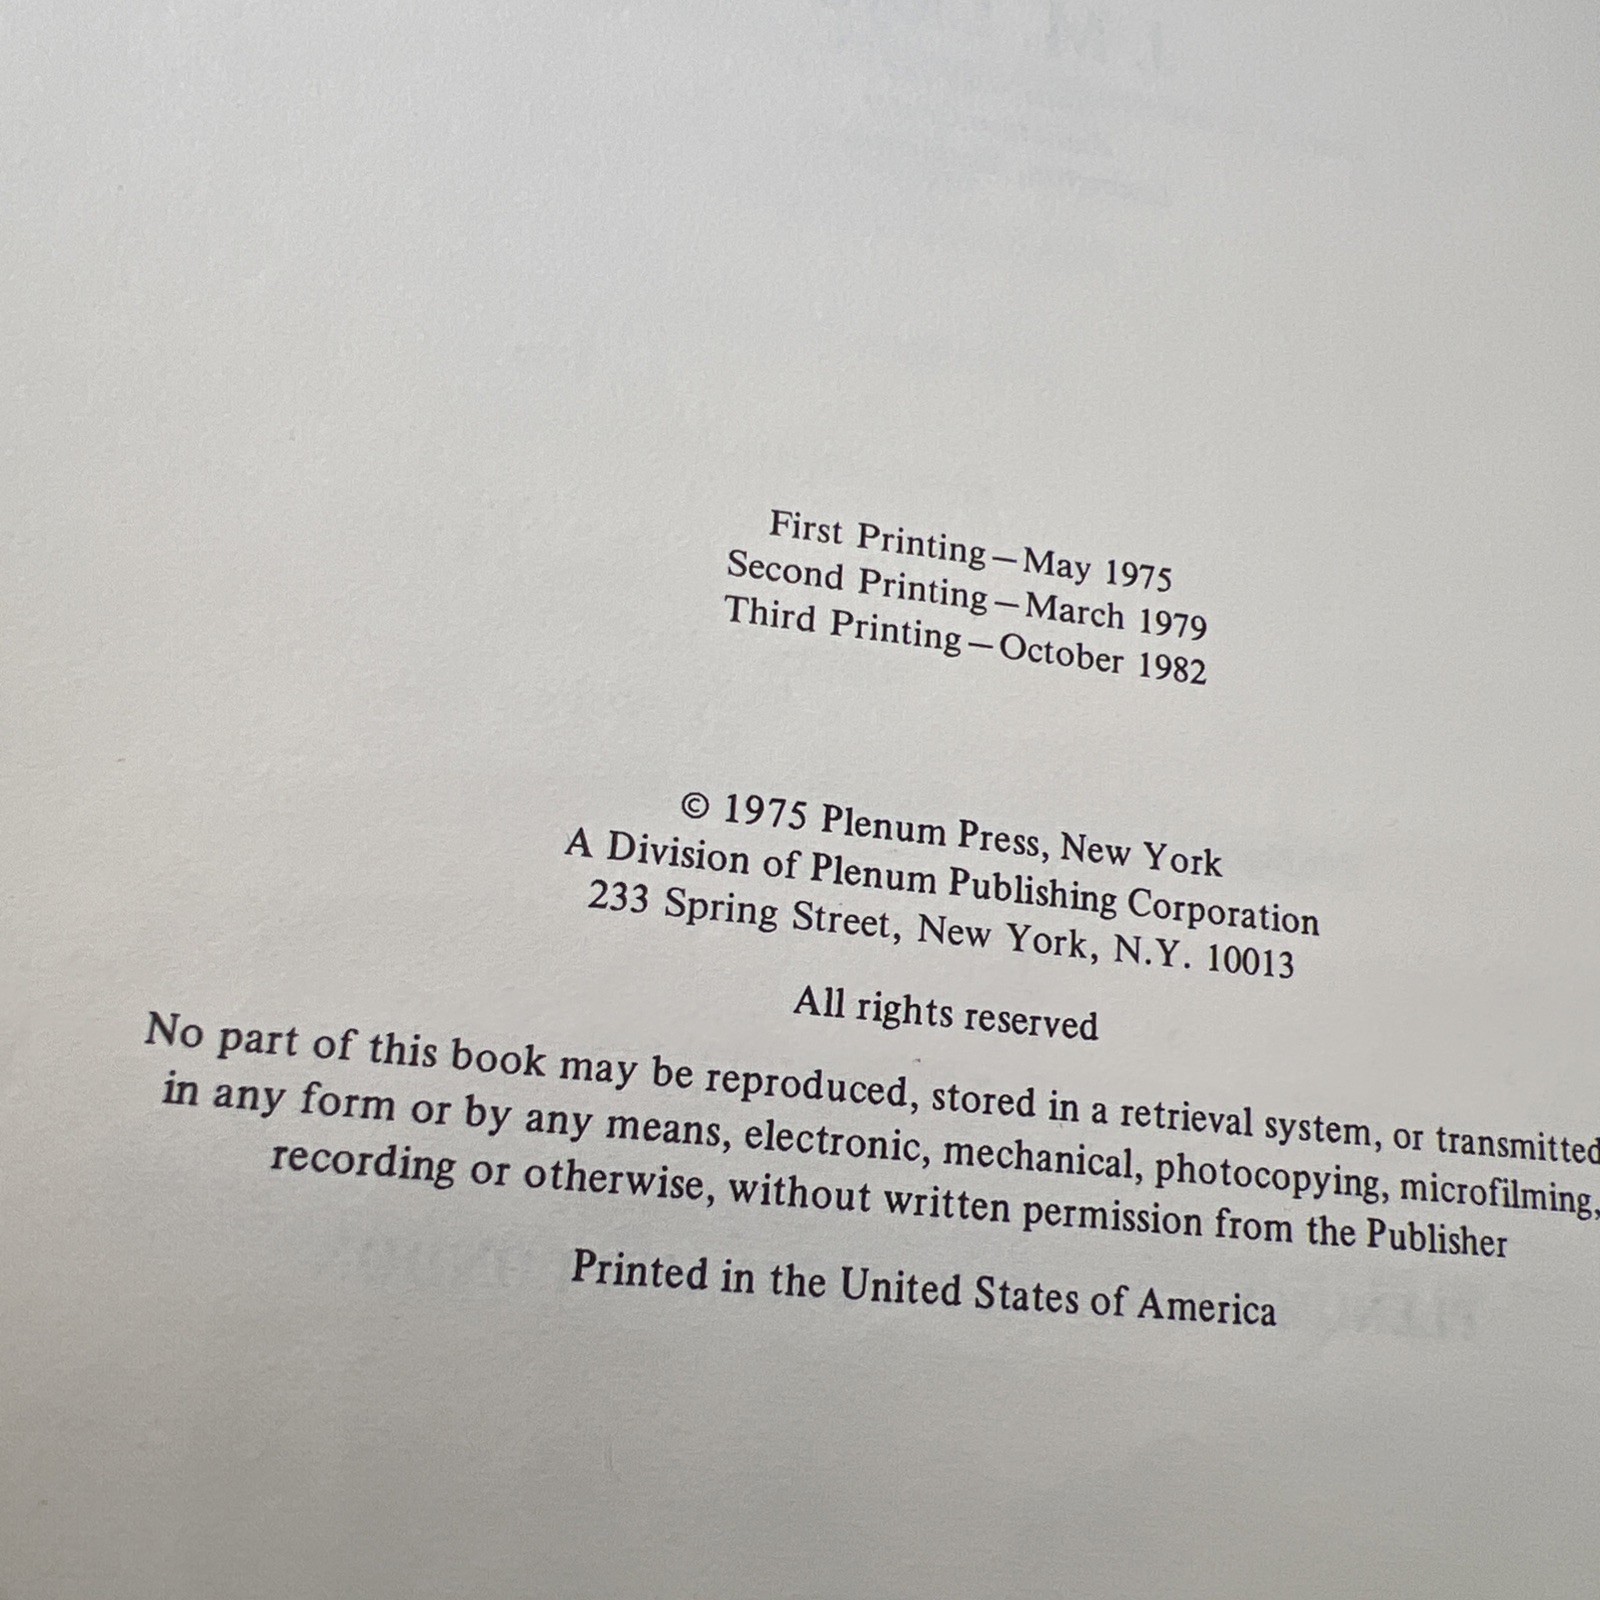 First Printing – May 1975
Second Printing – March 1979
Third Printing – October 1982
© 1975 Plenum Press, New York
A Division of Plenum Publishing Corporation
233 Spring Street, New York, N.Y. 10013
All rights reserved
No part of this book may be reproduced, stored in a retrieval system, or transmitted
in any form or by any means, electronic, mechanical, photocopying, microfilming,
recording or otherwise, without written permission from the Publisher
Printed in the United States of America